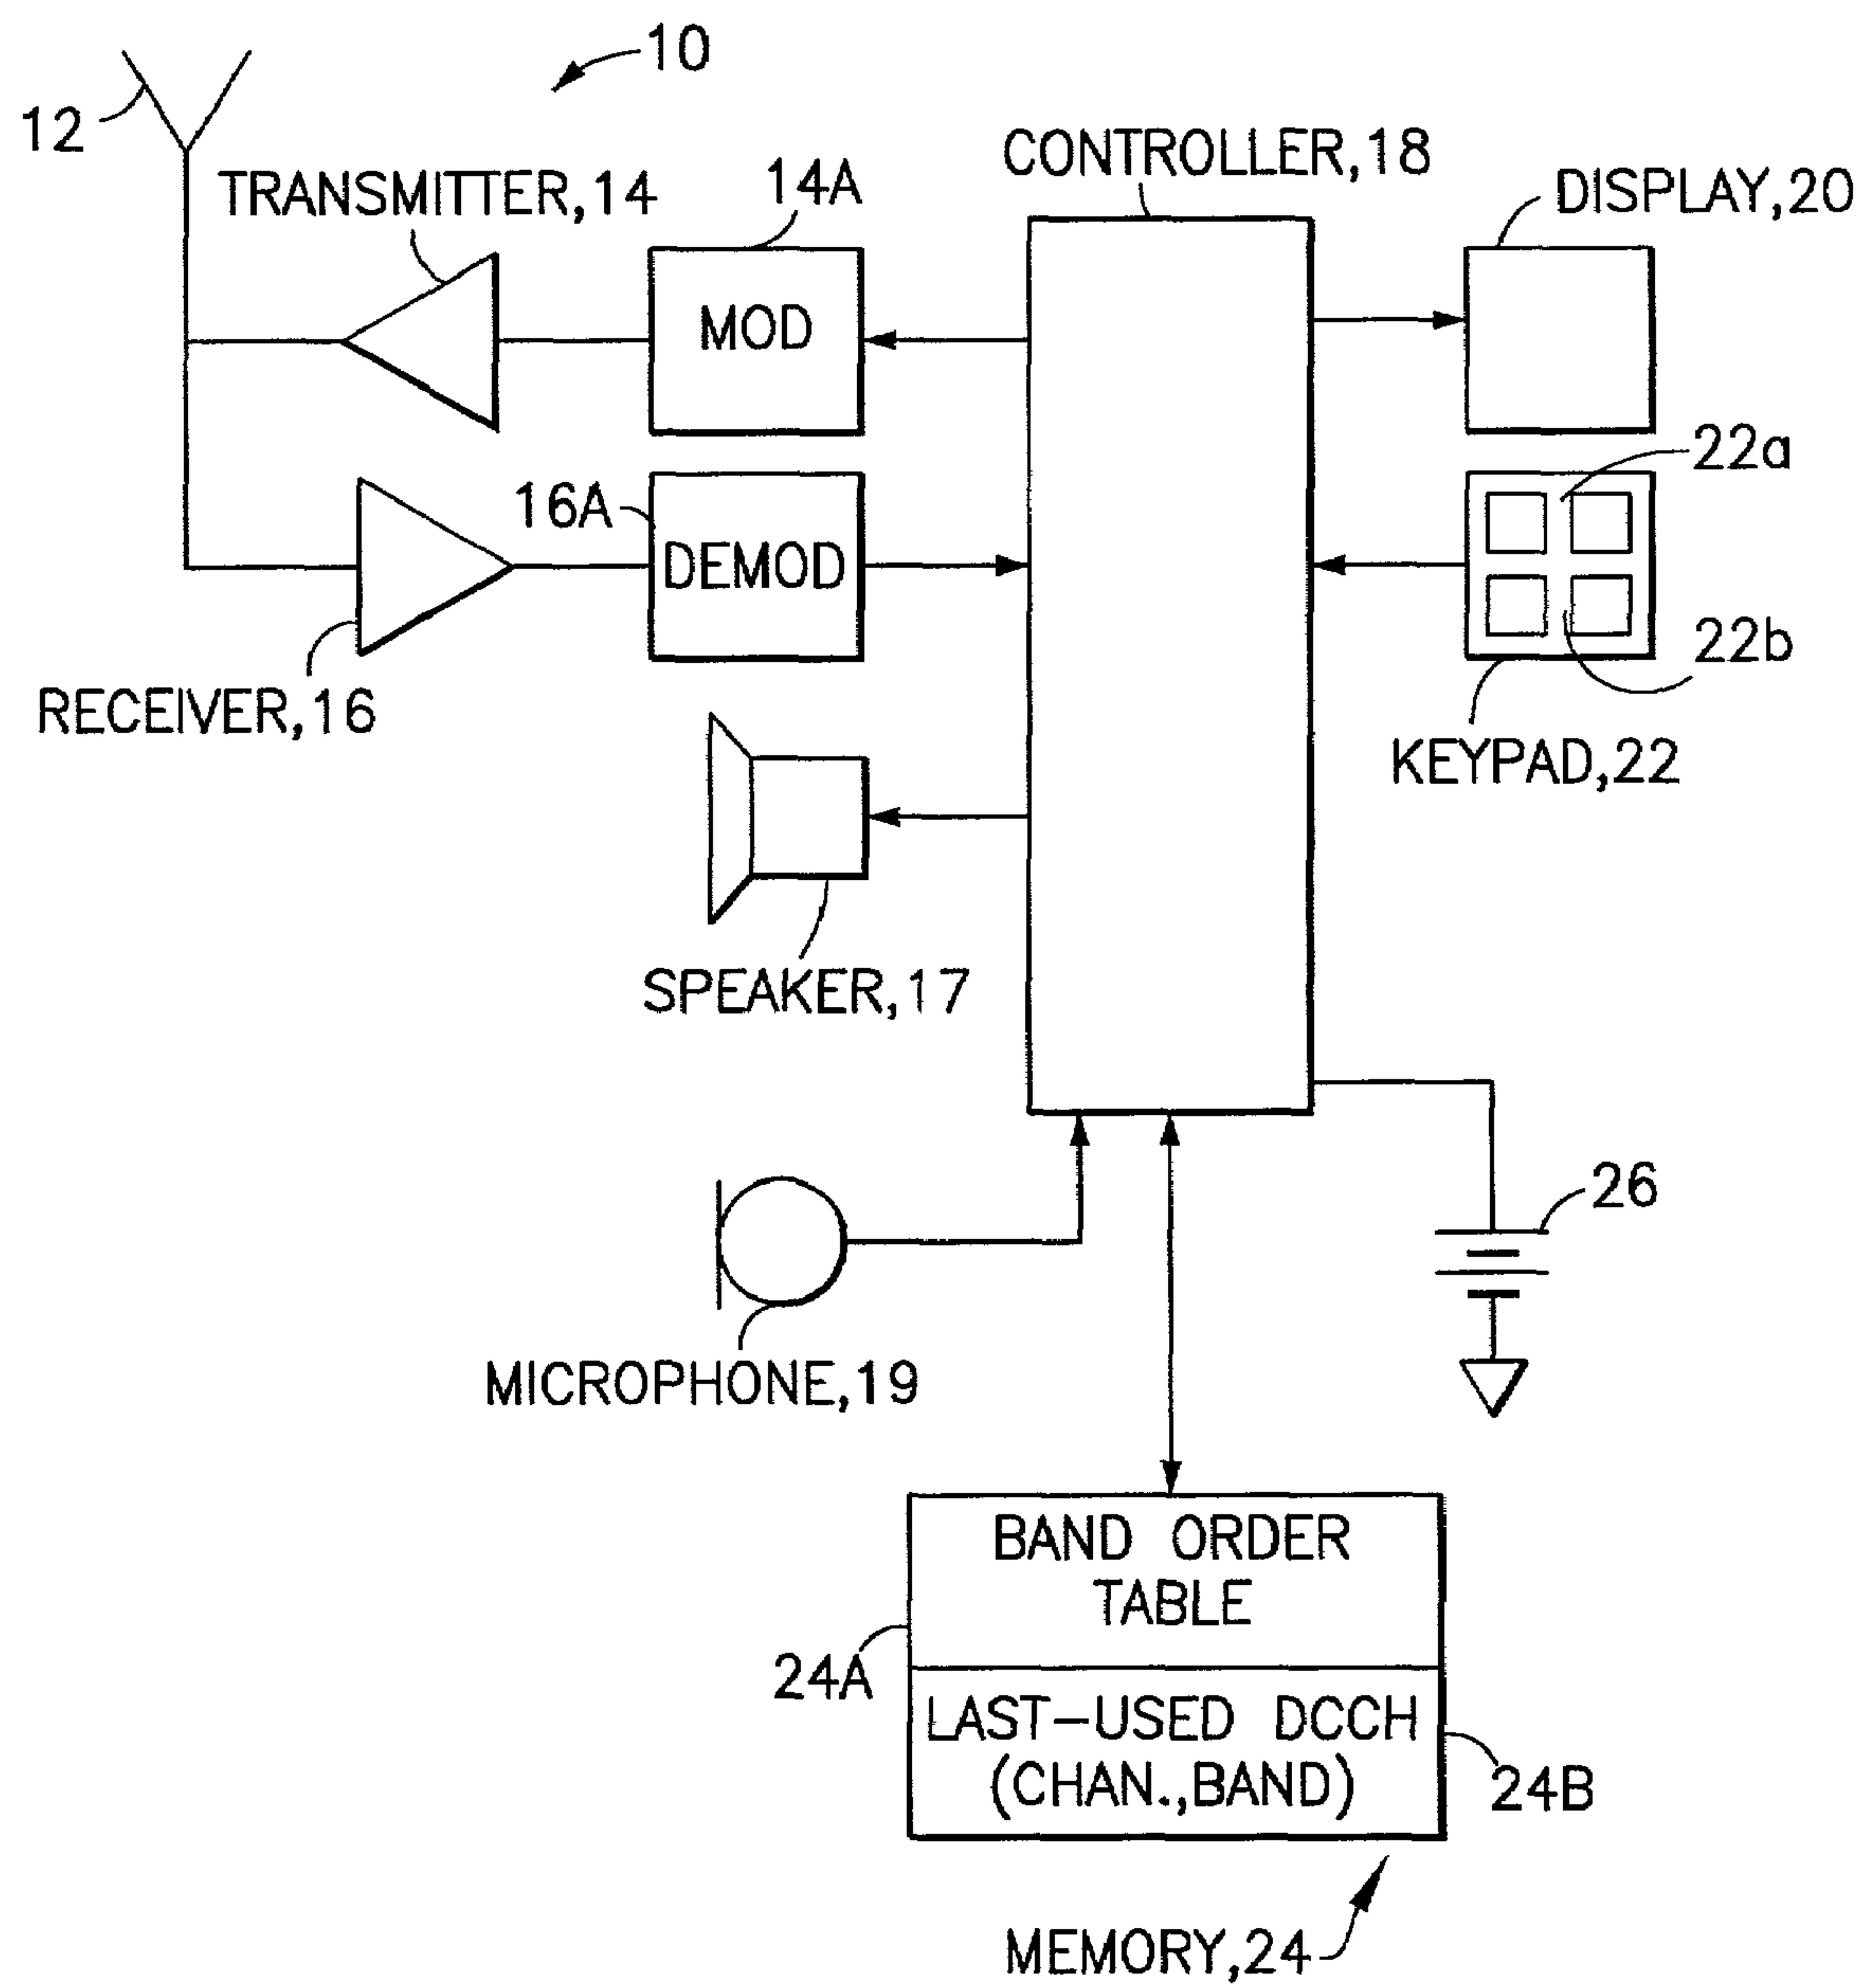 10
12
CONTROLLER,18
TRANSMITTER,14
14A
DISPLAY,20
MOD
22a
16A
DEMOD
22b
RECEIVER,16
KEYPAD,22
SPEAKER,17
26
MICROPHONE,19
BAND ORDER
TABLE
24A
LAST-USED DCCH
(CHAN.,BAND)
24B
MEMORY,24